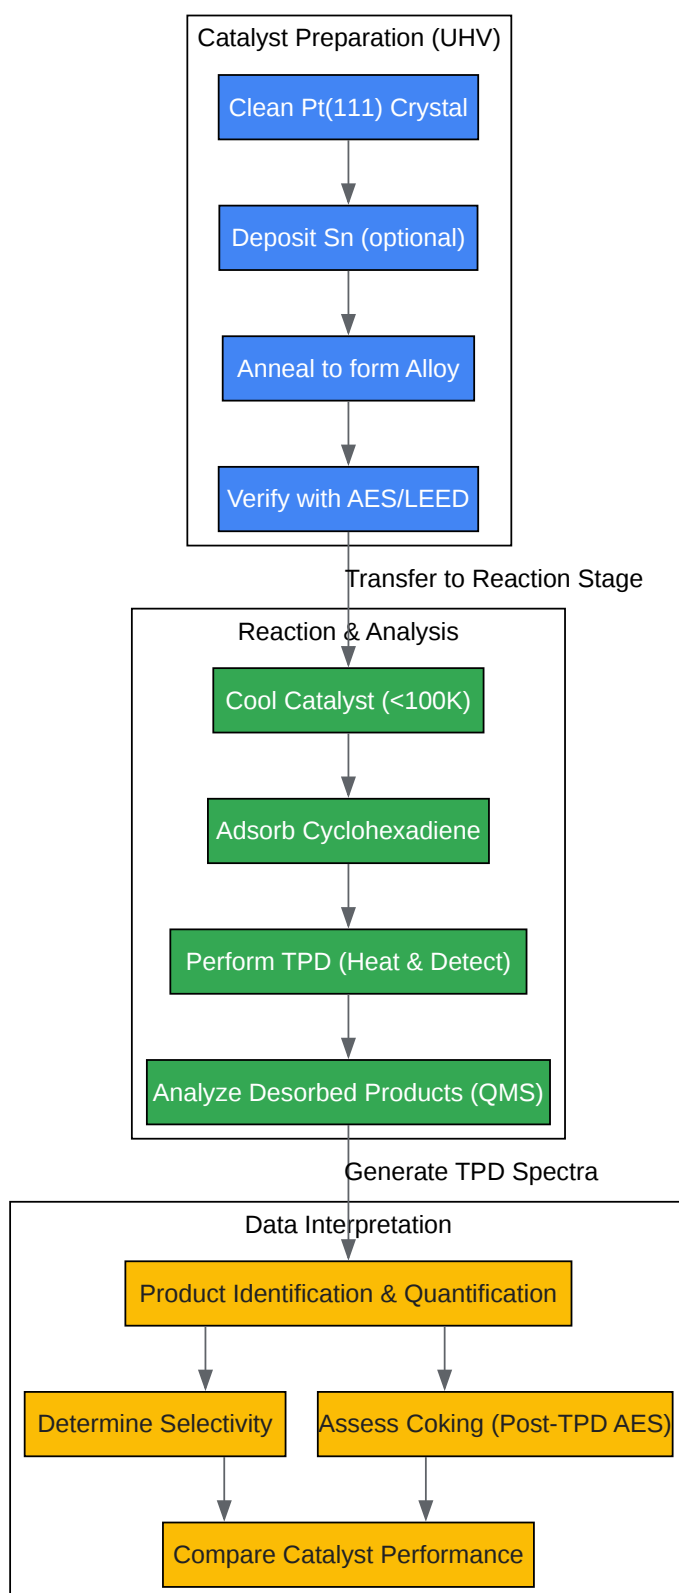 Catalyst Preparation (UHV)
Clean Pt(111) Crystal
Deposit Sn (optional)
Anneal to form Alloy
Verify with AES/LEED
Transfer to Reaction Stage
Reaction & Analysis
Cool Catalyst (<100K)
Adsorb Cyclohexadiene
Perform TPD (Heat & Detect)
Analyze Desorbed Products (QMS)
Generate TPD Spectra
Data Interpretation
Product Identification & Quantification
Determine Selectivity
Assess Coking (Post-TPD AES)
Compare Catalyst Performance